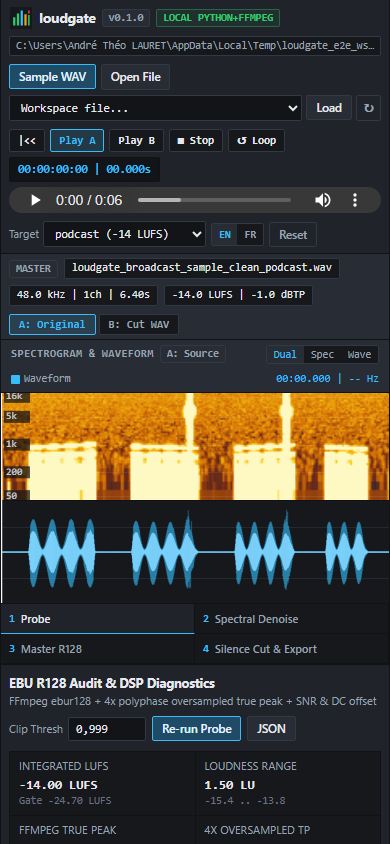 loudgate v0.1.0 LOCAL PYTHON+FFMPEG
C:\Users\André Théo LAURET\AppData\Local\Temp\loudgate_e2e_ws…
Sample WAV Open File
Workspace file... Load ↻
|<< Play A Play B ■ Stop ↺ Loop
00:00:00:00 | 00.000s
0:00 / 0:06
Target podcast (-14 LUFS) EN FR Reset
MASTER loudgate_broadcast_sample_clean_podcast.wav
48.0 kHz | 1ch | 6.40s -14.0 LUFS | -1.0 dBTP
A: Original B: Cut WAV
SPECTROGRAM & WAVEFORM A: Source Dual Spec Wave
Waveform 00:00.000 | -- Hz
16k
5k
1k
200
50
1 Probe 2 Spectral Denoise
3 Master R128 4 Silence Cut & Export
EBU R128 Audit & DSP Diagnostics
FFmpeg ebur128 + 4x polyphase oversampled true peak + SNR & DC offset
Clip Thresh 0,999 Re-run Probe JSON
INTEGRATED LUFS LOUDNESS RANGE
-14.00 LUFS 1.50 LU
Gate -24.70 LUFS -15.4 .. -13.8
FFMPEG TRUE PEAK 4X OVERSAMPLED TP